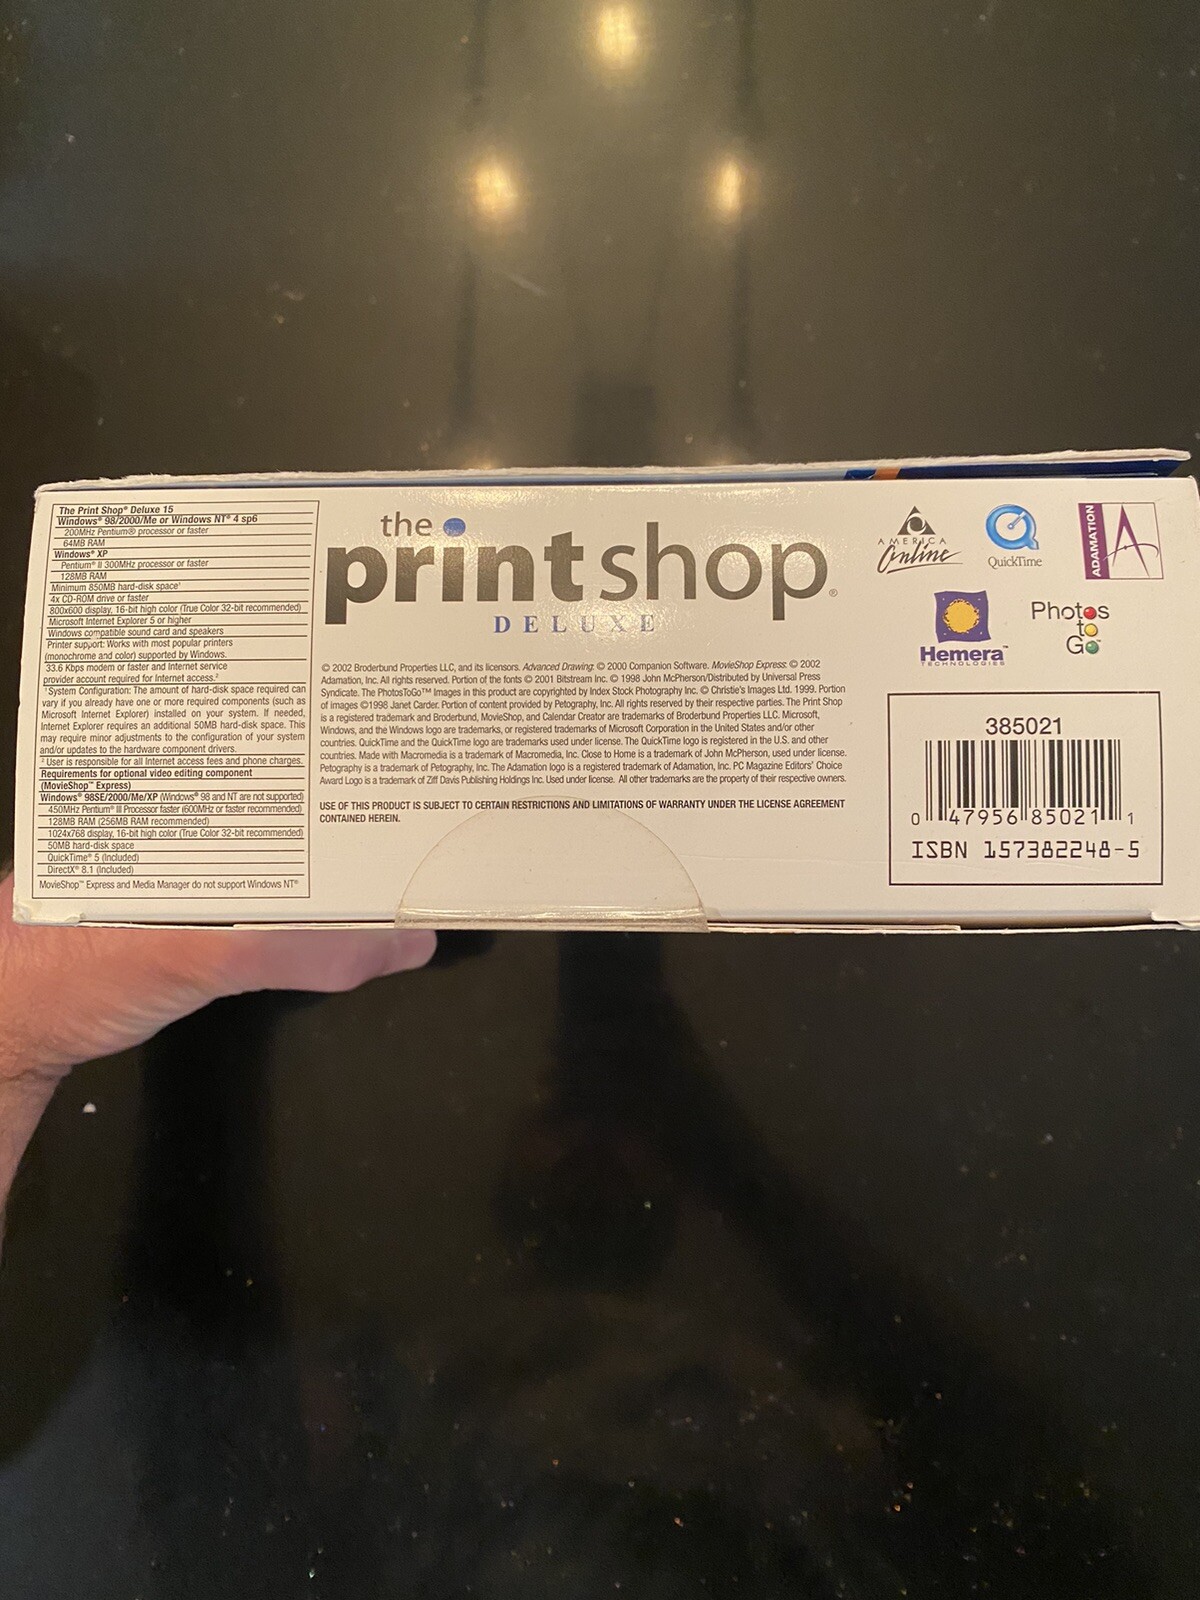 The Print Shop® Deluxe 15
Windows® 98/2000/Me or Windows NT® 4 sp6
200MHz Pentium® processor or faster
64MB RAM
Windows® XP
Pentium® II 300MHz processor or faster
128MB RAM
Minimum 850MB hard-disk space¹
4x CD-ROM drive or faster
800x600 display, 16-bit high color (True Color 32-bit recommended)
Microsoft Internet Explorer 5 or higher
Windows compatible sound card and speakers
Printer support: Works with most popular printers
(monochrome and color) supported by Windows.
33.6 Kbps modem or faster and Internet service
provider account required for Internet access.²
¹ System Configuration: The amount of hard-disk space required can
vary if you already have one or more required components (such as
Microsoft Internet Explorer) installed on your system. If needed,
Internet Explorer requires an additional 50MB hard-disk space. This
may require minor adjustments to the configuration of your system
and/or updates to the hardware component drivers.
² User is responsible for all Internet access fees and phone charges.
Requirements for optional video editing component
(MovieShop™ Express)
Windows® 98SE/2000/Me/XP (Windows® 98 and NT are not supported)
450MHz Pentium® III Processor faster (600MHz or faster recommended)
128MB RAM (256MB RAM recommended)
1024x768 display, 16-bit high color (True Color 32-bit recommended)
50MB hard-disk space
QuickTime® 5 (Included)
DirectX® 8.1 (Included)
MovieShop™ Express and Media Manager do not support Windows NT®
the
printshop®
DELUXE
© 2002 Broderbund Properties LLC, and its licensors. Advanced Drawing: © 2000 Companion Software. MovieShop Express: © 2002
Adamation, Inc. All rights reserved. Portion of the fonts © 2001 Bitstream Inc. © 1998 John McPherson/Distributed by Universal Press
Syndicate. The PhotosToGo™ Images in this product are copyrighted by Index Stock Photography Inc. © Christie's Images Ltd. 1999. Portion
of images ©1998 Janet Carder. Portion of content provided by Petography, Inc. All rights reserved by their respective parties. The Print Shop
is a registered trademark and Broderbund, MovieShop, and Calendar Creator are trademarks of Broderbund Properties LLC. Microsoft,
Windows, and the Windows logo are trademarks, or registered trademarks of Microsoft Corporation in the United States and/or other
countries. QuickTime and the QuickTime logo are trademarks used under license. The QuickTime logo is registered in the U.S. and other
countries. Made with Macromedia is a trademark of Macromedia, Inc. Close to Home is a trademark of John McPherson, used under license.
Petography is a trademark of Petography, Inc. The Adamation logo is a registered trademark of Adamation, Inc. PC Magazine Editors' Choice
Award Logo is a trademark of Ziff Davis Publishing Holdings Inc. Used under license. All other trademarks are the property of their respective owners.
USE OF THIS PRODUCT IS SUBJECT TO CERTAIN RESTRICTIONS AND LIMITATIONS OF WARRANTY UNDER THE LICENSE AGREEMENT
CONTAINED HEREIN.
AMERICA
Online
QuickTime
ADAMATION
Hemera™
TECHNOLOGIES
Photos
to
Go™
385021
0 47956 85021 1
ISBN 157382248-5